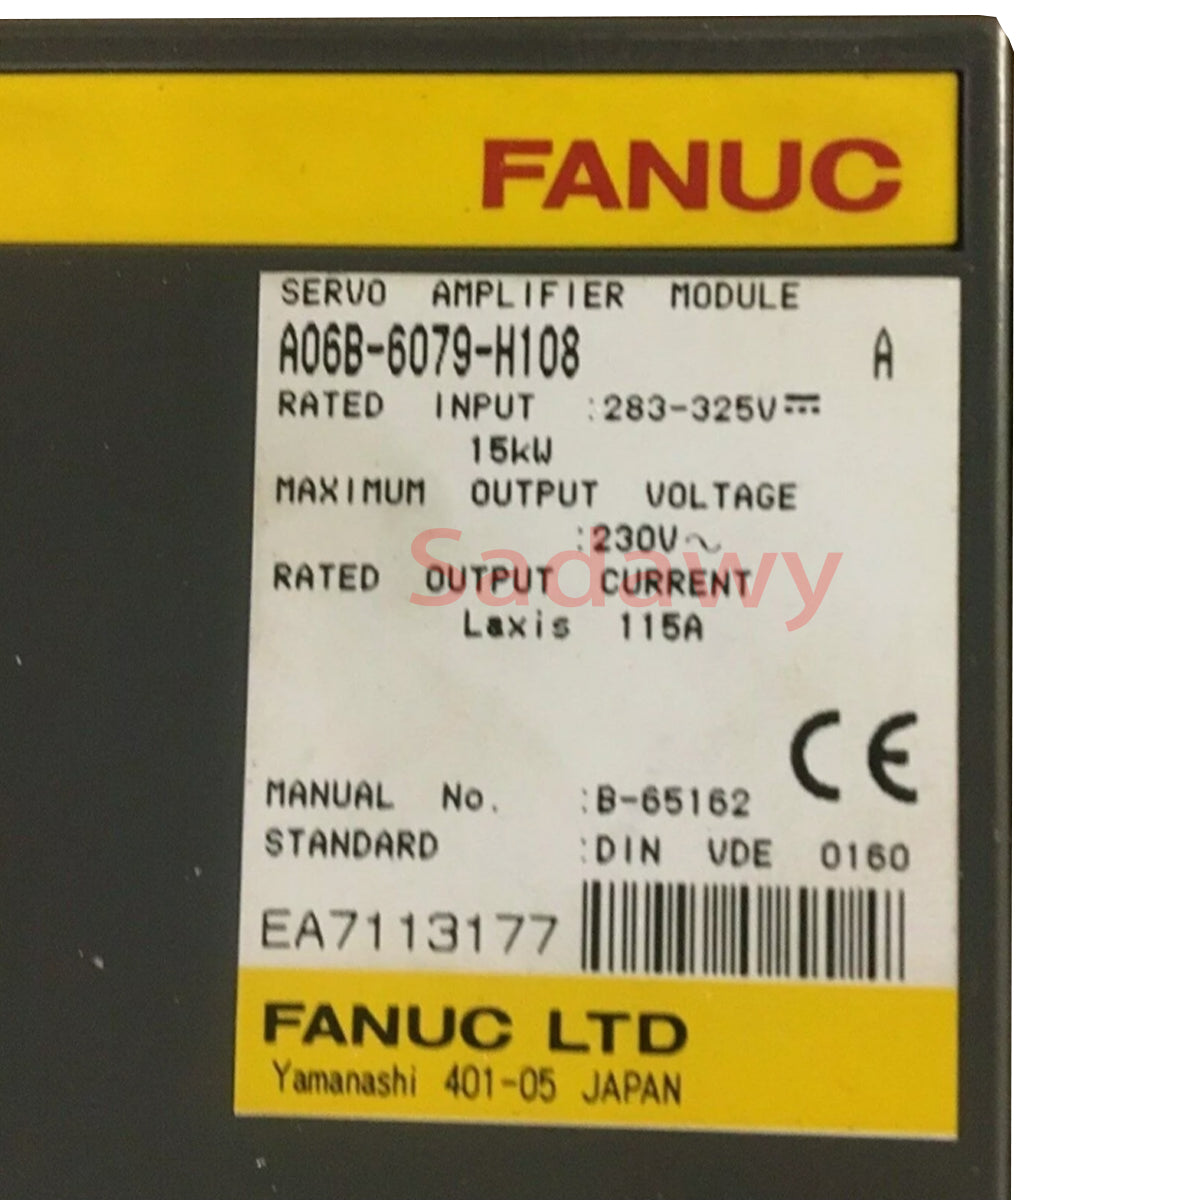 FANUC
SERVO AMPLIFIER MODULE
A06B-6079-H108 A
RATED INPUT :283-325V⎓
15kW
MAXIMUM OUTPUT VOLTAGE
:230V~
RATED OUTPUT CURRENT
Laxis 115A
Sadawy
CE
MANUAL No. :B-65162
STANDARD :DIN VDE 0160
EA7113177
FANUC LTD
Yamanashi 401-05 JAPAN